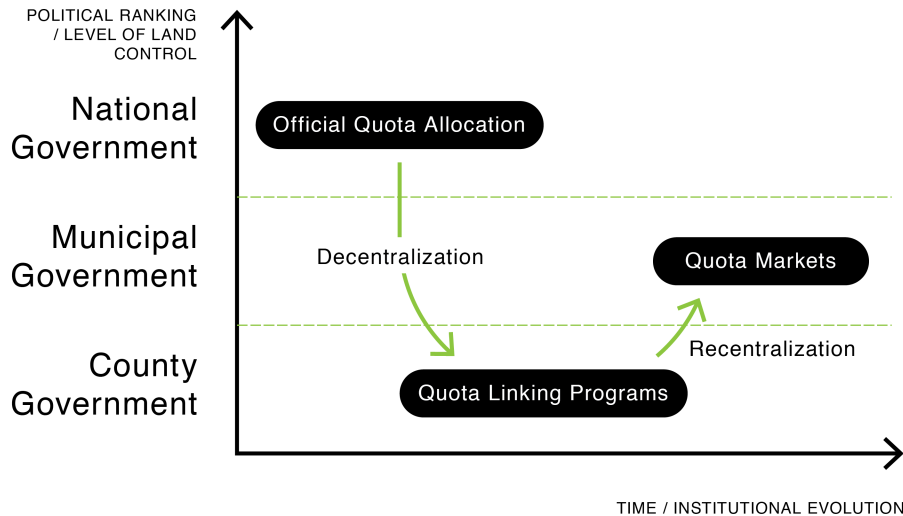 POLITICAL RANKING
/ LEVEL OF LAND
CONTROL
National
Government
Official Quota Allocation
Municipal
Government
Decentralization
Quota Markets
County
Government
Recentralization
Quota Linking Programs
TIME / INSTITUTIONAL EVOLUTION